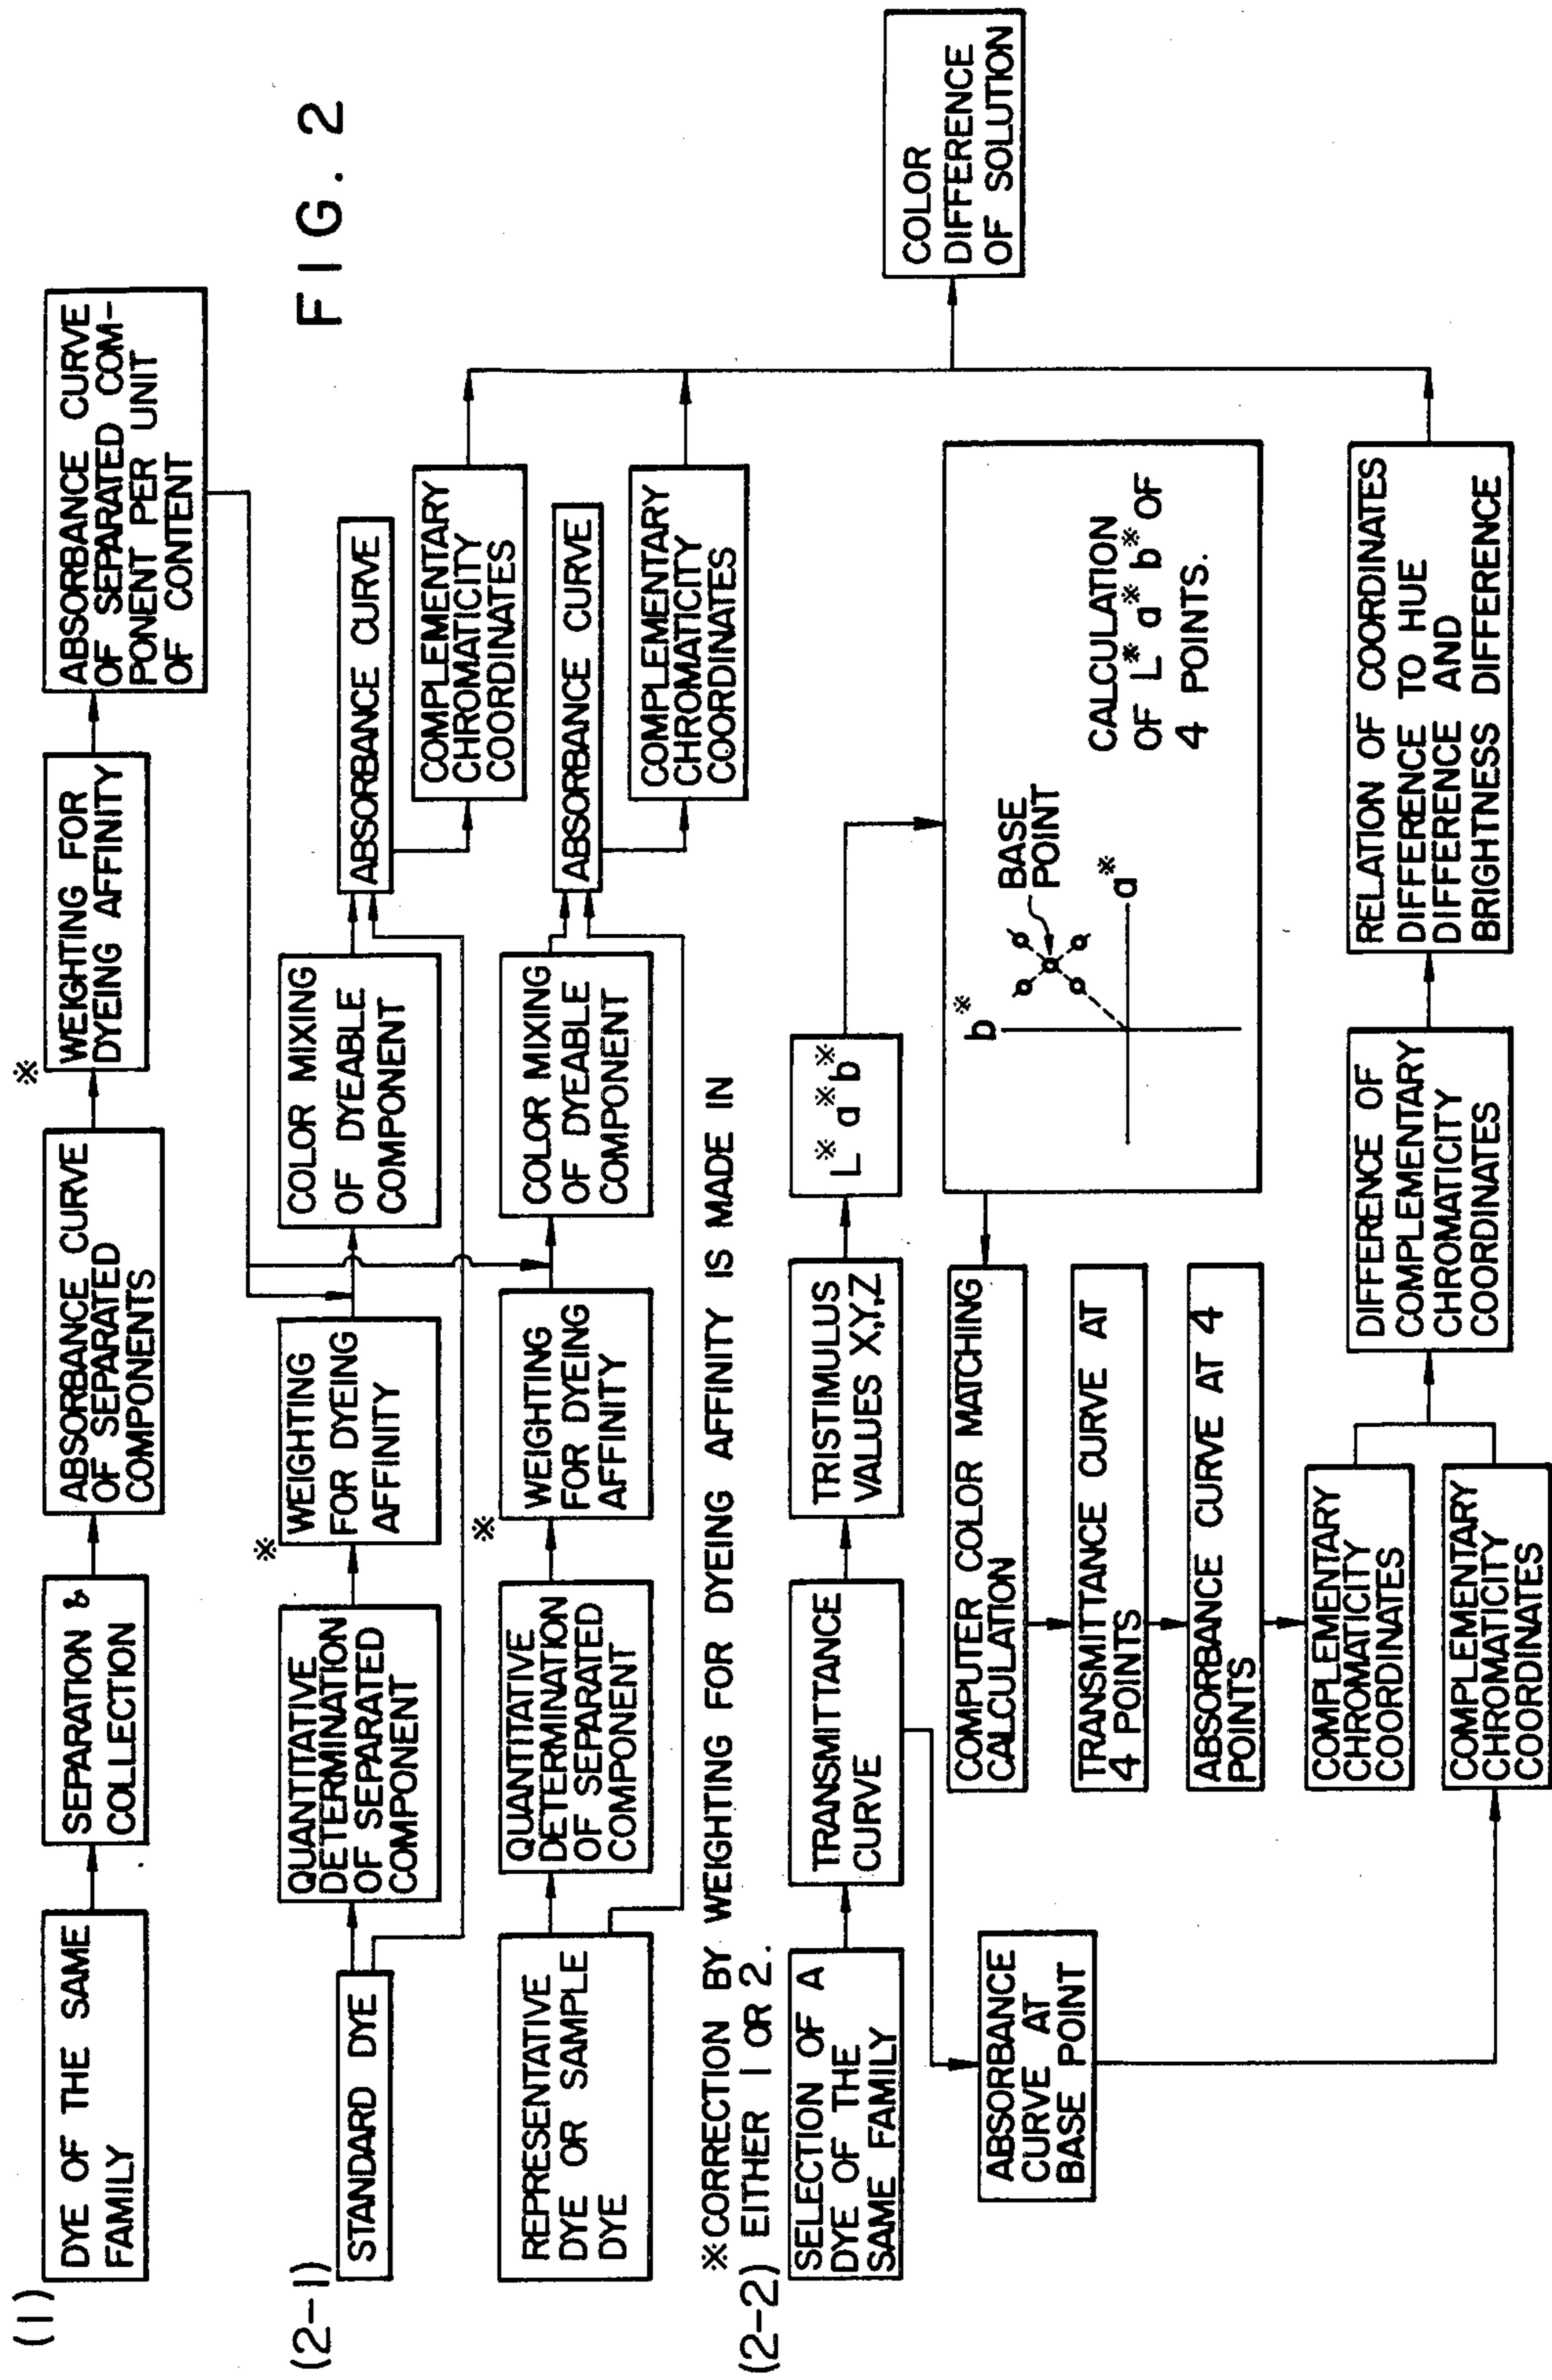 FIG. 2
(1)
DYE OF THE SAME
FAMILY
SEPARATION &
COLLECTION
ABSORBANCE CURVE
OF SEPARATED
COMPONENTS
※
WEIGHTING FOR
DYEING AFFINITY
ABSORBANCE CURVE
OF SEPARATED COM-
PONENT PER UNIT
OF CONTENT
(2-1)
STANDARD DYE
QUANTITATIVE
DETERMINATION
OF SEPARATED
COMPONENT
※
WEIGHTING
FOR DYEING
AFFINITY
COLOR MIXING
OF DYEABLE
COMPONENT
ABSORBANCE CURVE
COMPLEMENTARY
CHROMATICITY
COORDINATES
REPRESENTATIVE
DYE OR SAMPLE
DYE
QUANTITATIVE
DETERMINATION
OF SEPARATED
COMPONENT
※
WEIGHTING
FOR DYEING
AFFINITY
COLOR MIXING
OF DYEABLE
COMPONENT
ABSORBANCE CURVE
COMPLEMENTARY
CHROMATICITY
COORDINATES
COLOR
DIFFERENCE
OF SOLUTION
※CORRECTION BY WEIGHTING FOR DYEING AFFINITY IS MADE IN
(2-2) EITHER 1 OR 2.
SELECTION OF A
DYE OF THE
SAME FAMILY
TRANSMITTANCE
CURVE
TRISTIMULUS
VALUES X,Y,Z
L※ a※ b※
b※
BASE
POINT
a※
CALCULATION
OF L※ a※ b※ OF
4 POINTS.
ABSORBANCE
CURVE AT
BASE POINT
COMPUTER COLOR MATCHING
CALCULATION
TRANSMITTANCE CURVE AT
4 POINTS
ABSORBANCE CURVE AT 4
POINTS
COMPLEMENTARY
CHROMATICITY
COORDINATES
COMPLEMENTARY
CHROMATICITY
COORDINATES
DIFFERENCE OF
COMPLEMENTARY
CHROMATICITY
COORDINATES
RELATION OF COORDINATES
DIFFERENCE TO HUE
DIFFERENCE AND
BRIGHTNESS DIFFERENCE